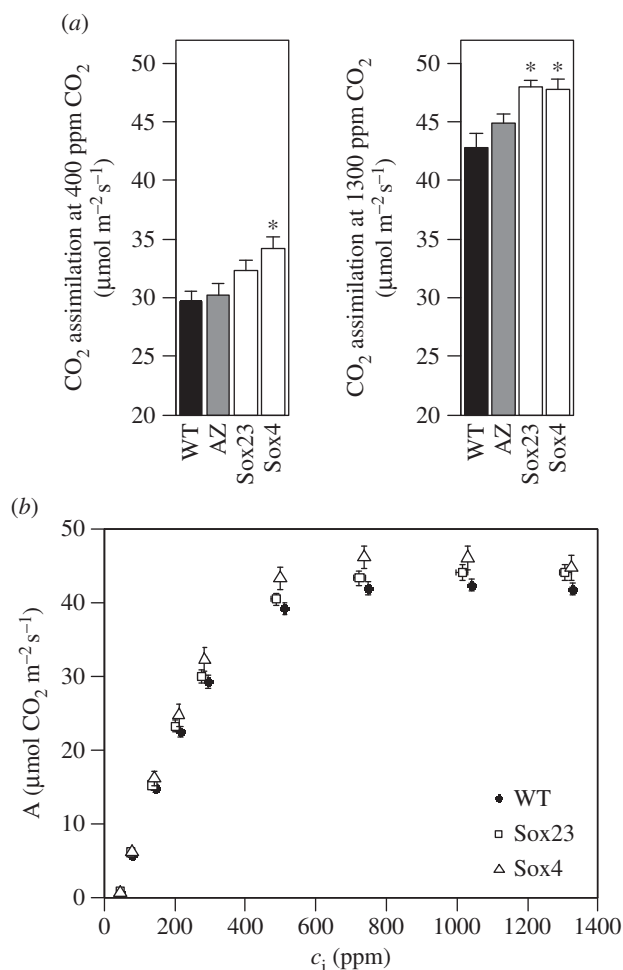 (a)
CO₂ assimilation at 400 ppm CO₂
(μmol m⁻² s⁻¹)
50
45
40
35
30
25
20
*
WT
AZ
Sox23
Sox4
CO₂ assimilation at 1300 ppm CO₂
(μmol m⁻² s⁻¹)
50
45
40
35
30
25
20
* *
WT
AZ
Sox23
Sox4
(b)
A (μmol CO₂ m⁻² s⁻¹)
50
40
30
20
10
0
WT
Sox23
Sox4
0 200 400 600 800 1000 1200 1400
cᵢ (ppm)